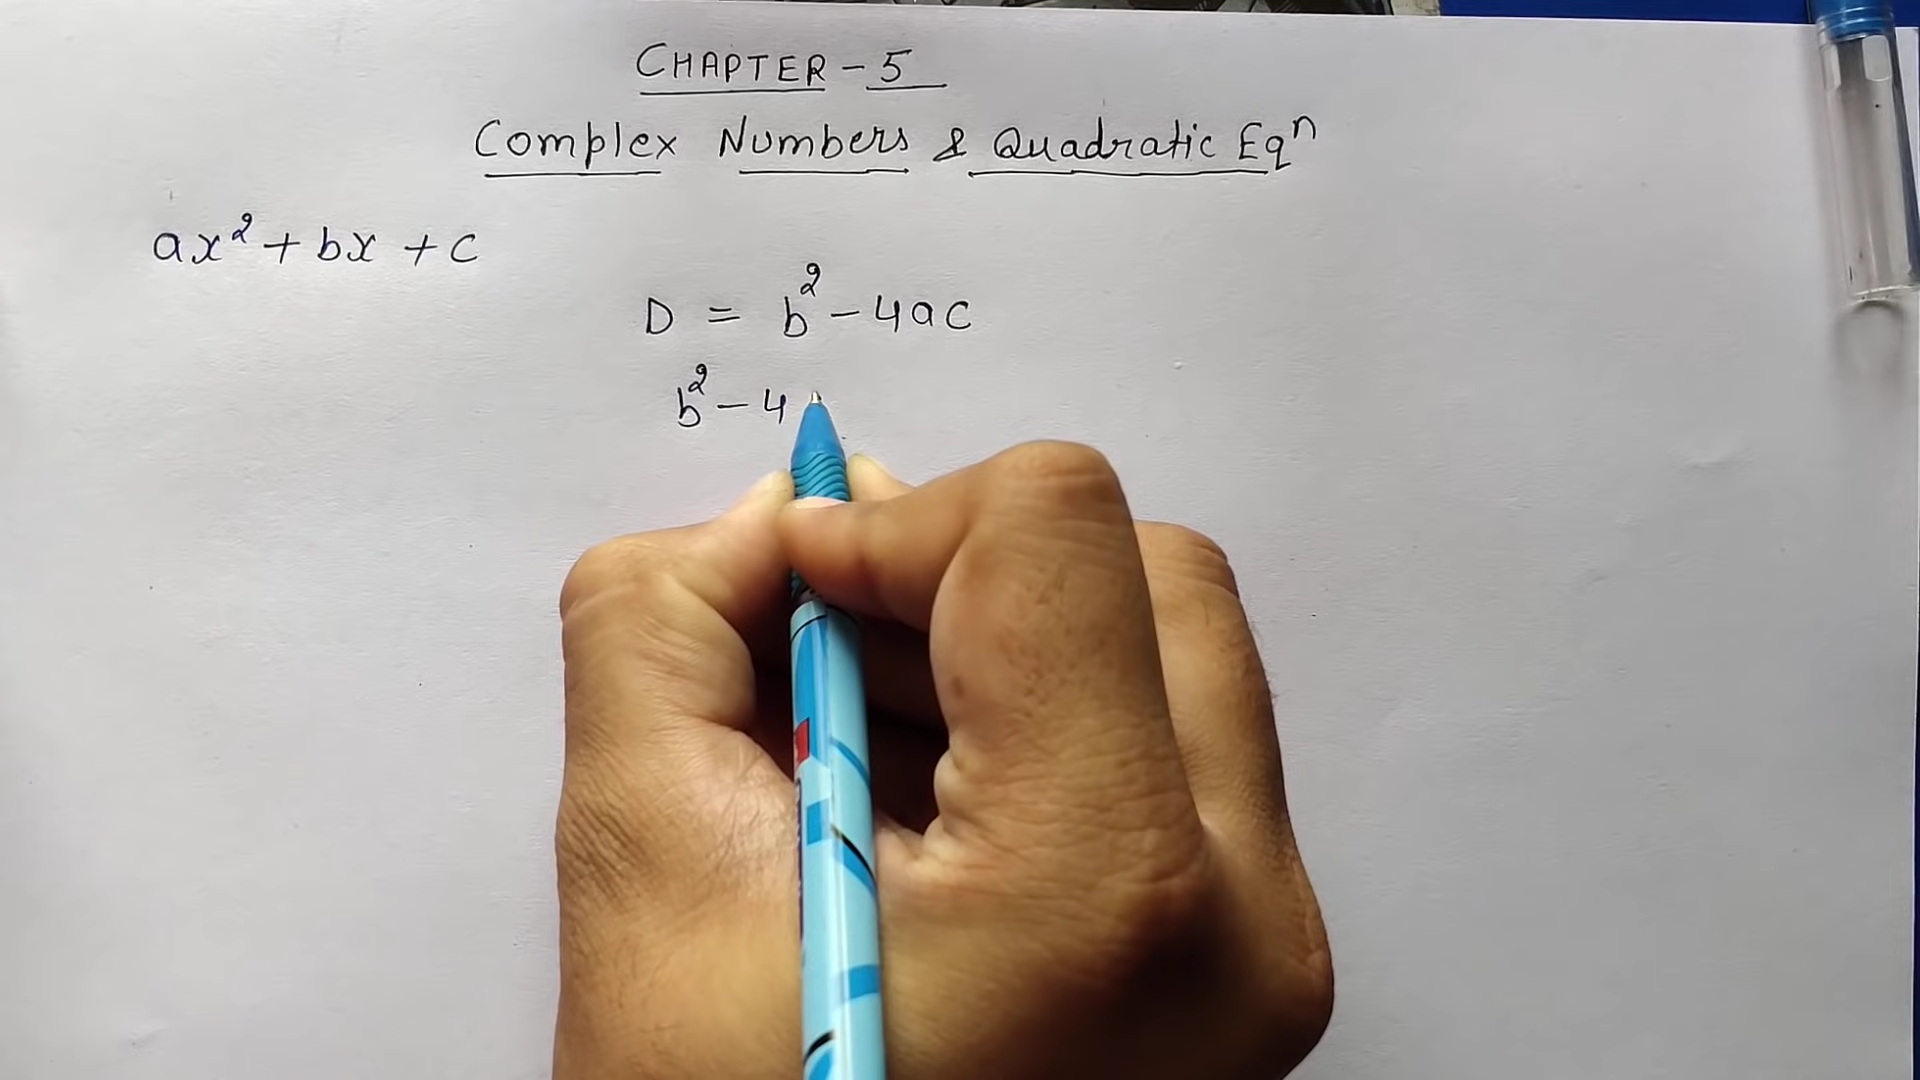 CHAPTER - 5
Complex Numbers & Quadratic Eqⁿ
ax² + bx + c
D = b² - 4ac
b² - 4